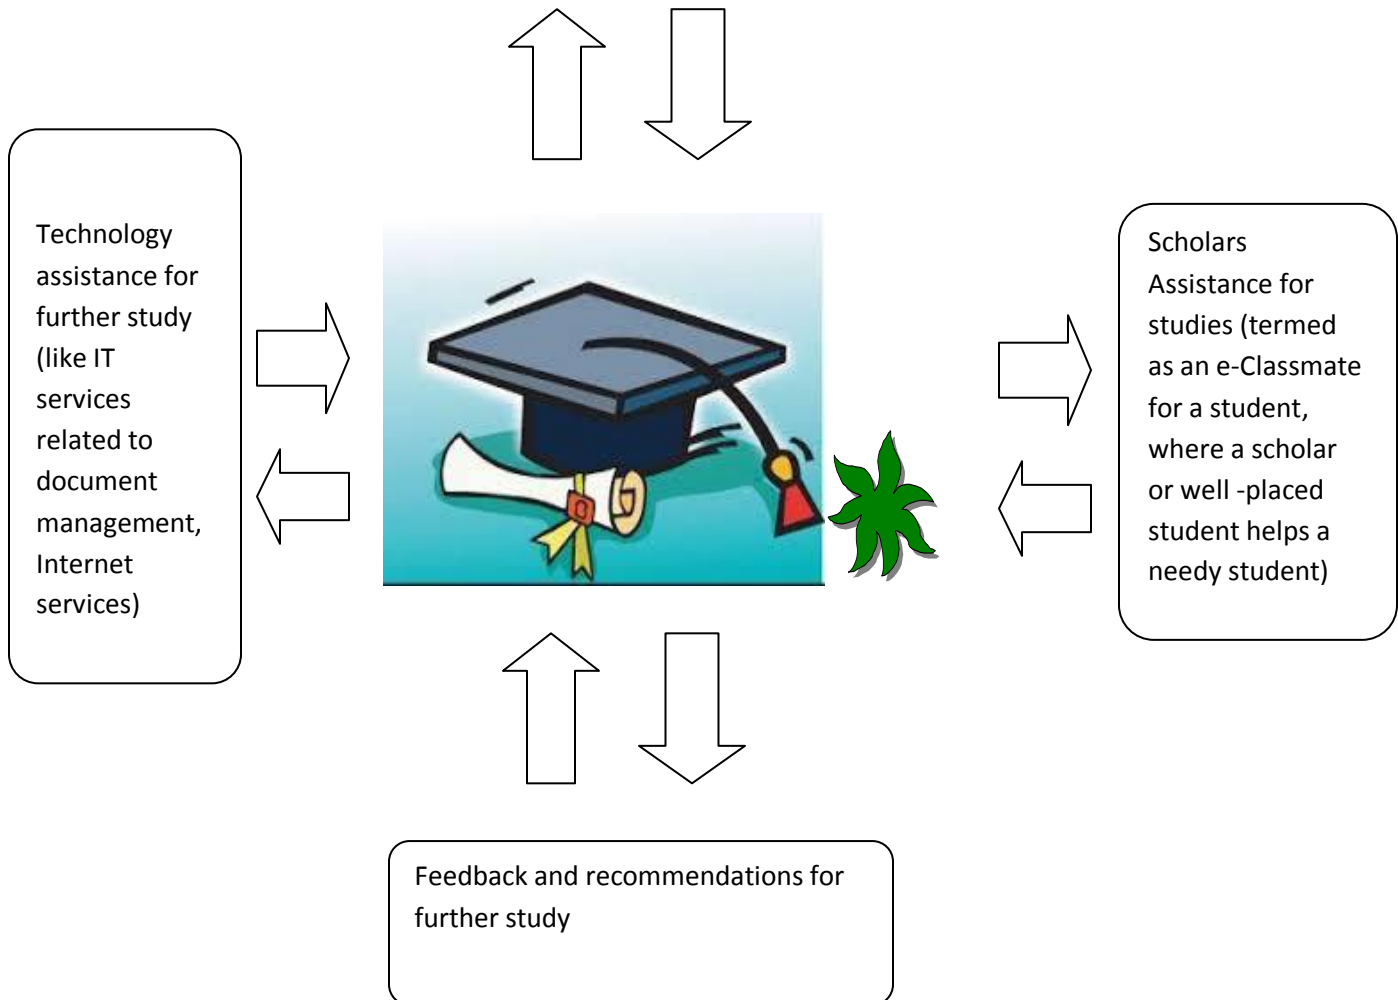 Technology
assistance for
further study
(like IT
services
related to
document
management,
Internet
services)
Scholars
Assistance for
studies (termed
as an e-Classmate
for a student,
where a scholar
or well -placed
student helps a
needy student)
Feedback and recommendations for
further study